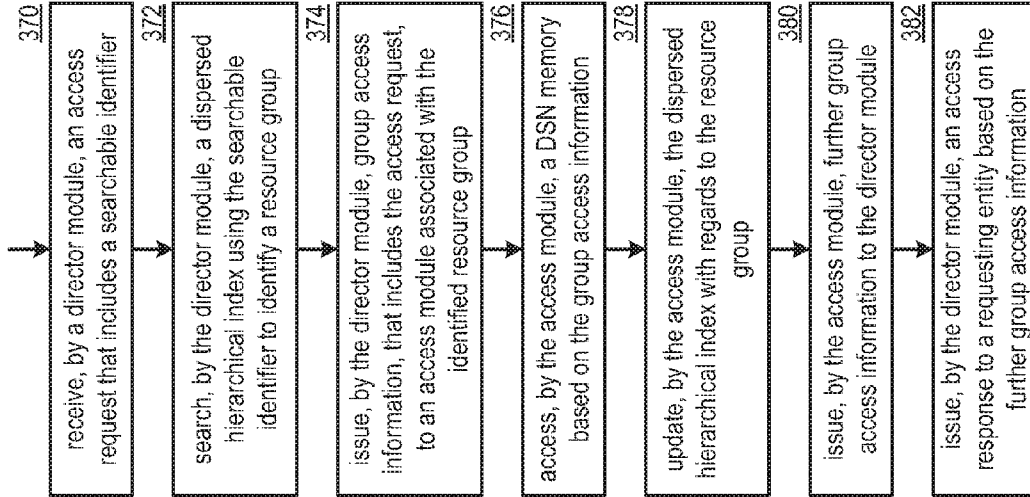 370
receive, by a director module, an access
request that includes a searchable identifier
372
search, by the director module, a dispersed
hierarchical index using the searchable
identifier to identify a resource group
374
issue, by the director module, group access
information, that includes the access request,
to an access module associated with the
identified resource group
376
access, by the access module, a DSN memory
based on the group access information
378
update, by the access module, the dispersed
hierarchical index with regards to the resource
group
380
issue, by the access module, further group
access information to the director module
382
issue, by the director module, an access
response to a requesting entity based on the
further group access information